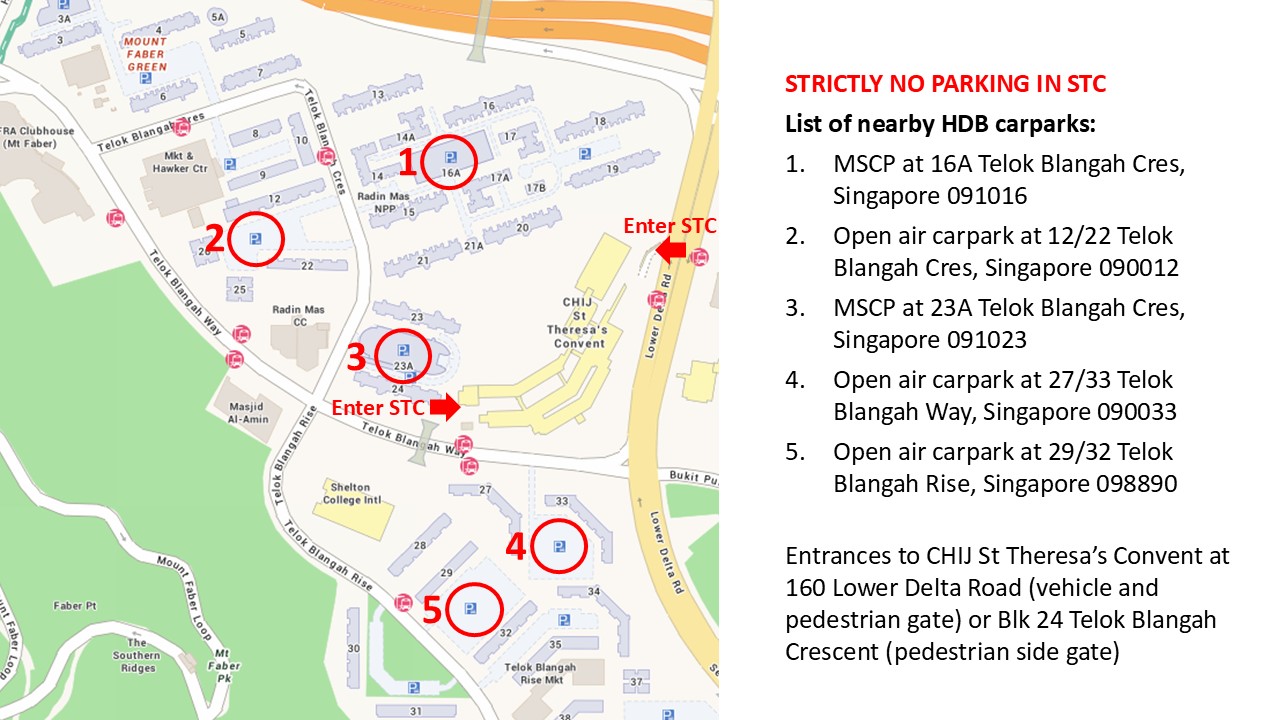 3A
3
4
5A
5
MOUNT
FABER
GREEN
6
7
Telok Blangah Cres
FRA Clubhouse
(Mt Faber)
Mkt &
Hawker Ctr
8
9
10
12
Telok Blangah Cres
13
14A
14
16
16A
17
17A
17B
18
19
Radin Mas
NPP
15
20
21A
21
22
25
1
2
Enter STC
Telok Blangah Way
Radin Mas
CC
23
3
23A
24
CHIJ
St
Theresa's
Convent
Lower Delta Rd
Enter STC
Masjid
Al-Amin
Telok Blangah Rise
Telok Blangah Way
Bukit Pu
Shelton
College Intl
27
33
28
29
4
5
34
32
35
30
31
37
38
Telok Blangah Rise
Lower Delta Rd
Mount Faber Loop
Faber Pt
The
Southern
Ridges
Mt
Faber
Pk
Telok Blangah
Rise Mkt
STRICTLY NO PARKING IN STC
List of nearby HDB carparks:
1. MSCP at 16A Telok Blangah Cres,
Singapore 091016
2. Open air carpark at 12/22 Telok
Blangah Cres, Singapore 090012
3. MSCP at 23A Telok Blangah Cres,
Singapore 091023
4. Open air carpark at 27/33 Telok
Blangah Way, Singapore 090033
5. Open air carpark at 29/32 Telok
Blangah Rise, Singapore 098890
Entrances to CHIJ St Theresa’s Convent at
160 Lower Delta Road (vehicle and
pedestrian gate) or Blk 24 Telok Blangah
Crescent (pedestrian side gate)